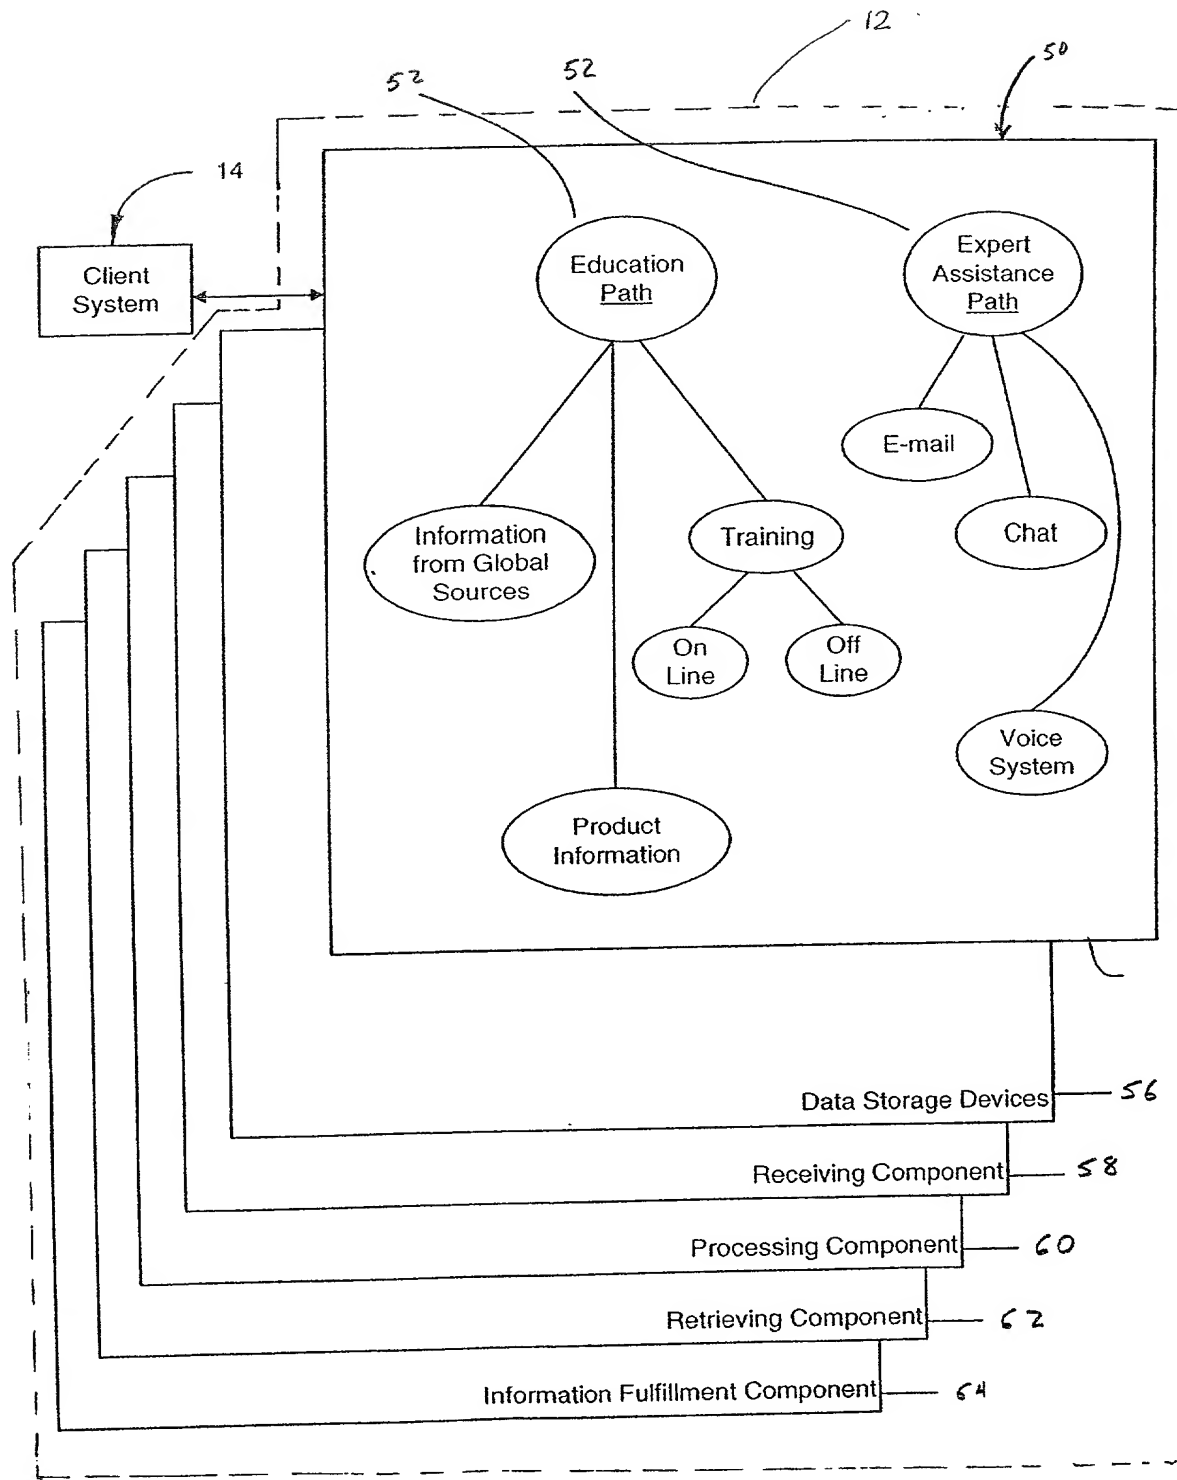 12
50
52
52
14
Client
System
Education
Path
Expert
Assistance
Path
E-mail
Information
from Global
Sources
Training
Chat
On
Line
Off
Line
Voice
System
Product
Information
Data Storage Devices
56
Receiving Component
58
Processing Component
60
Retrieving Component
62
Information Fulfillment Component
64